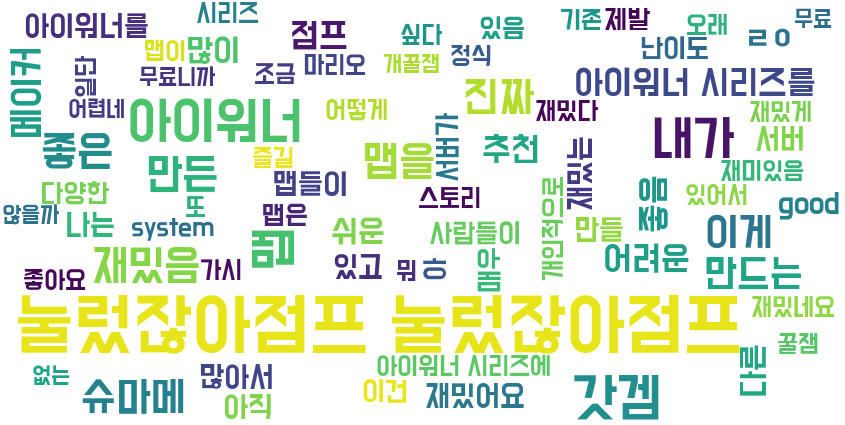 시리즈
아이워너를
점프
있음
기존
제발
오래
무료
맵이
많이
싶다
정식
난이도
ㄹㅇ
메이커
일단
무료니까
조금
마리오
개꿀잼
어렵네
아이워너
어떻게
진짜
재밌다
아이워너 시리즈를
재밌게
좋은
만든
즐길
맵을
서버가
추천
재밌는
내가
서버
재미있음
다양한
또
맵들이
스토리
있어서
good
않을까
나는
system
맵은
쉬운
사람들이
개인적으로
만들
좋음
이게
재밌음
가시
맵
있고
뭐
ㅎ
아 봄
어려운
만드는
좋아요
재밌네요
눌렀잖아점프 눌렀잖아점프
꿀잼
없는
슈마메
많아서
아직
아이워너 시리즈에
이건
재밌어요
갓겜
다글